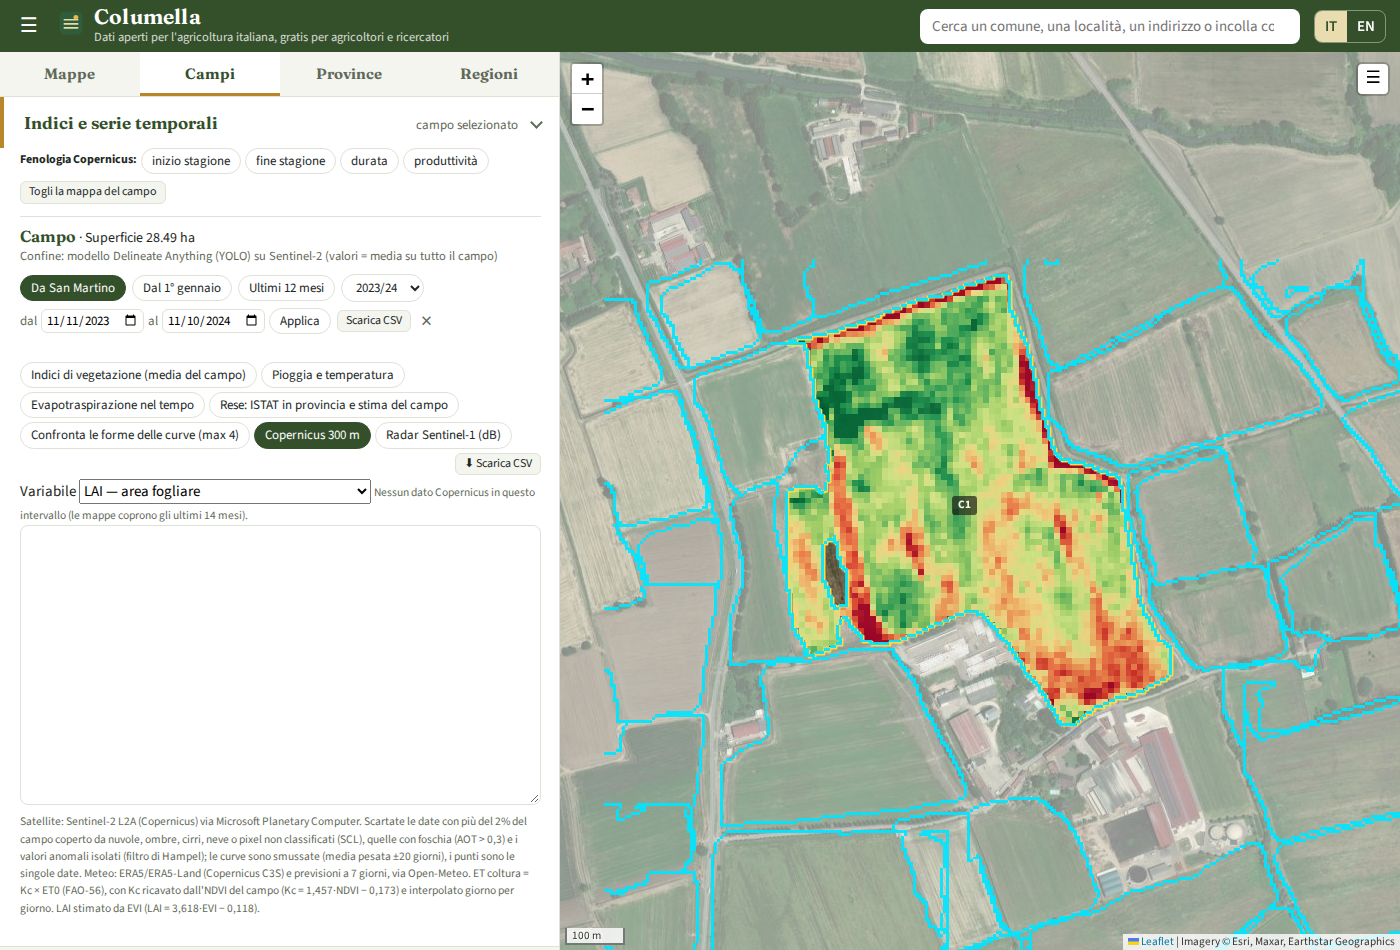 ☰ Columella
Dati aperti per l'agricoltura italiana, gratis per agricoltori e ricercatori
Cerca un comune, una località, un indirizzo o incolla co
IT EN
Mappe Campi Province Regioni
Indici e serie temporali campo selezionato
Fenologia Copernicus: inizio stagione fine stagione durata produttività
Togli la mappa del campo
Campo · Superficie 28.49 ha
Confine: modello Delineate Anything (YOLO) su Sentinel-2 (valori = media su tutto il campo)
Da San Martino Dal 1° gennaio Ultimi 12 mesi 2023/24
dal 11/11/2023 al 11/10/2024 Applica Scarica CSV ×
Indici di vegetazione (media del campo) Pioggia e temperatura
Evapotraspirazione nel tempo Rese: ISTAT in provincia e stima del campo
Confronta le forme delle curve (max 4) Copernicus 300 m Radar Sentinel-1 (dB)
⬇ Scarica CSV
Variabile LAI — area fogliare Nessun dato Copernicus in questo
intervallo (le mappe coprono gli ultimi 14 mesi).
Satellite: Sentinel-2 L2A (Copernicus) via Microsoft Planetary Computer. Scartate le date con più del 2% del
campo coperto da nuvole, ombre, cirri, neve o pixel non classificati (SCL), quelle con foschia (AOT > 0,3) e i
valori anomali isolati (filtro di Hampel); le curve sono smussate (media pesata ±20 giorni), i punti sono le
singole date. Meteo: ERA5/ERA5-Land (Copernicus C3S) e previsioni a 7 giorni, via Open-Meteo. ET coltura =
Kc × ET0 (FAO-56), con Kc ricavato dall'NDVI del campo (Kc = 1,457·NDVI − 0,173) e interpolato giorno per
giorno. LAI stimato da EVI (LAI = 3,618·EVI − 0,118).
+
−
☰
C1
100 m
Leaflet | Imagery © Esri, Maxar, Earthstar Geographics